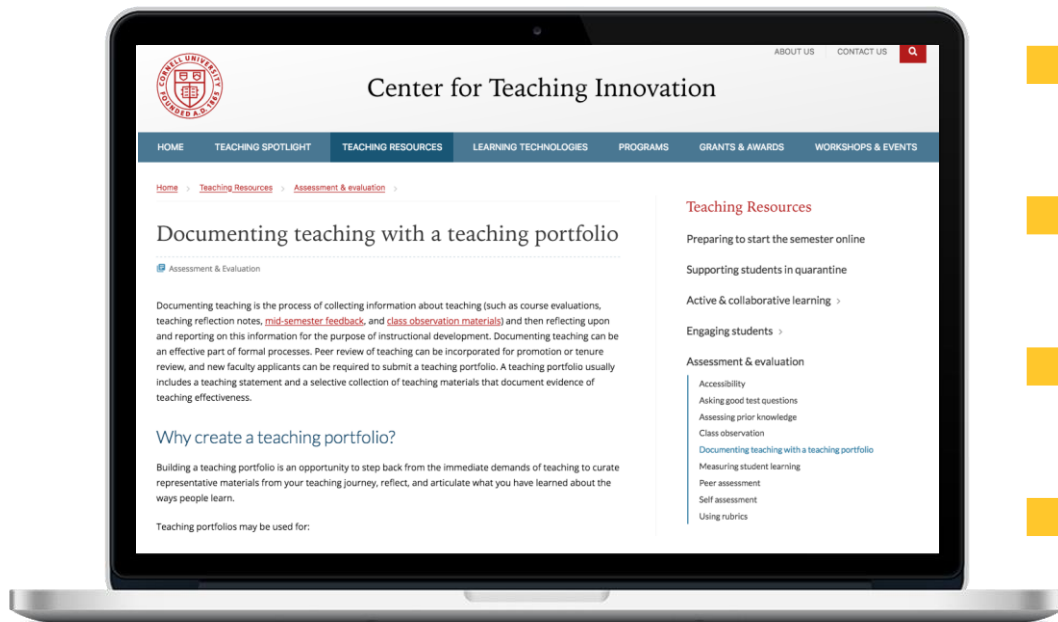 CORNELL UNIVERSITY
FOUNDED A.D. 1865
ABOUT US
CONTACT US
Center for Teaching Innovation
HOME
TEACHING SPOTLIGHT
TEACHING RESOURCES
LEARNING TECHNOLOGIES
PROGRAMS
GRANTS & AWARDS
WORKSHOPS & EVENTS
Home > Teaching Resources > Assessment & evaluation >
Documenting teaching with a teaching portfolio
Assessment & Evaluation
Documenting teaching is the process of collecting information about teaching (such as course evaluations,
teaching reflection notes, mid-semester feedback, and class observation materials) and then reflecting upon
and reporting on this information for the purpose of instructional development. Documenting teaching can be
an effective part of formal processes. Peer review of teaching can be incorporated for promotion or tenure
review, and new faculty applicants can be required to submit a teaching portfolio. A teaching portfolio usually
includes a teaching statement and a selective collection of teaching materials that document evidence of
teaching effectiveness.
Why create a teaching portfolio?
Building a teaching portfolio is an opportunity to step back from the immediate demands of teaching to curate
representative materials from your teaching journey, reflect, and articulate what you have learned about the
ways people learn.
Teaching portfolios may be used for:
Teaching Resources
Preparing to start the semester online
Supporting students in quarantine
Active & collaborative learning >
Engaging students >
Assessment & evaluation
Accessibility
Asking good test questions
Assessing prior knowledge
Class observation
Documenting teaching with a teaching portfolio
Measuring student learning
Peer assessment
Self assessment
Using rubrics